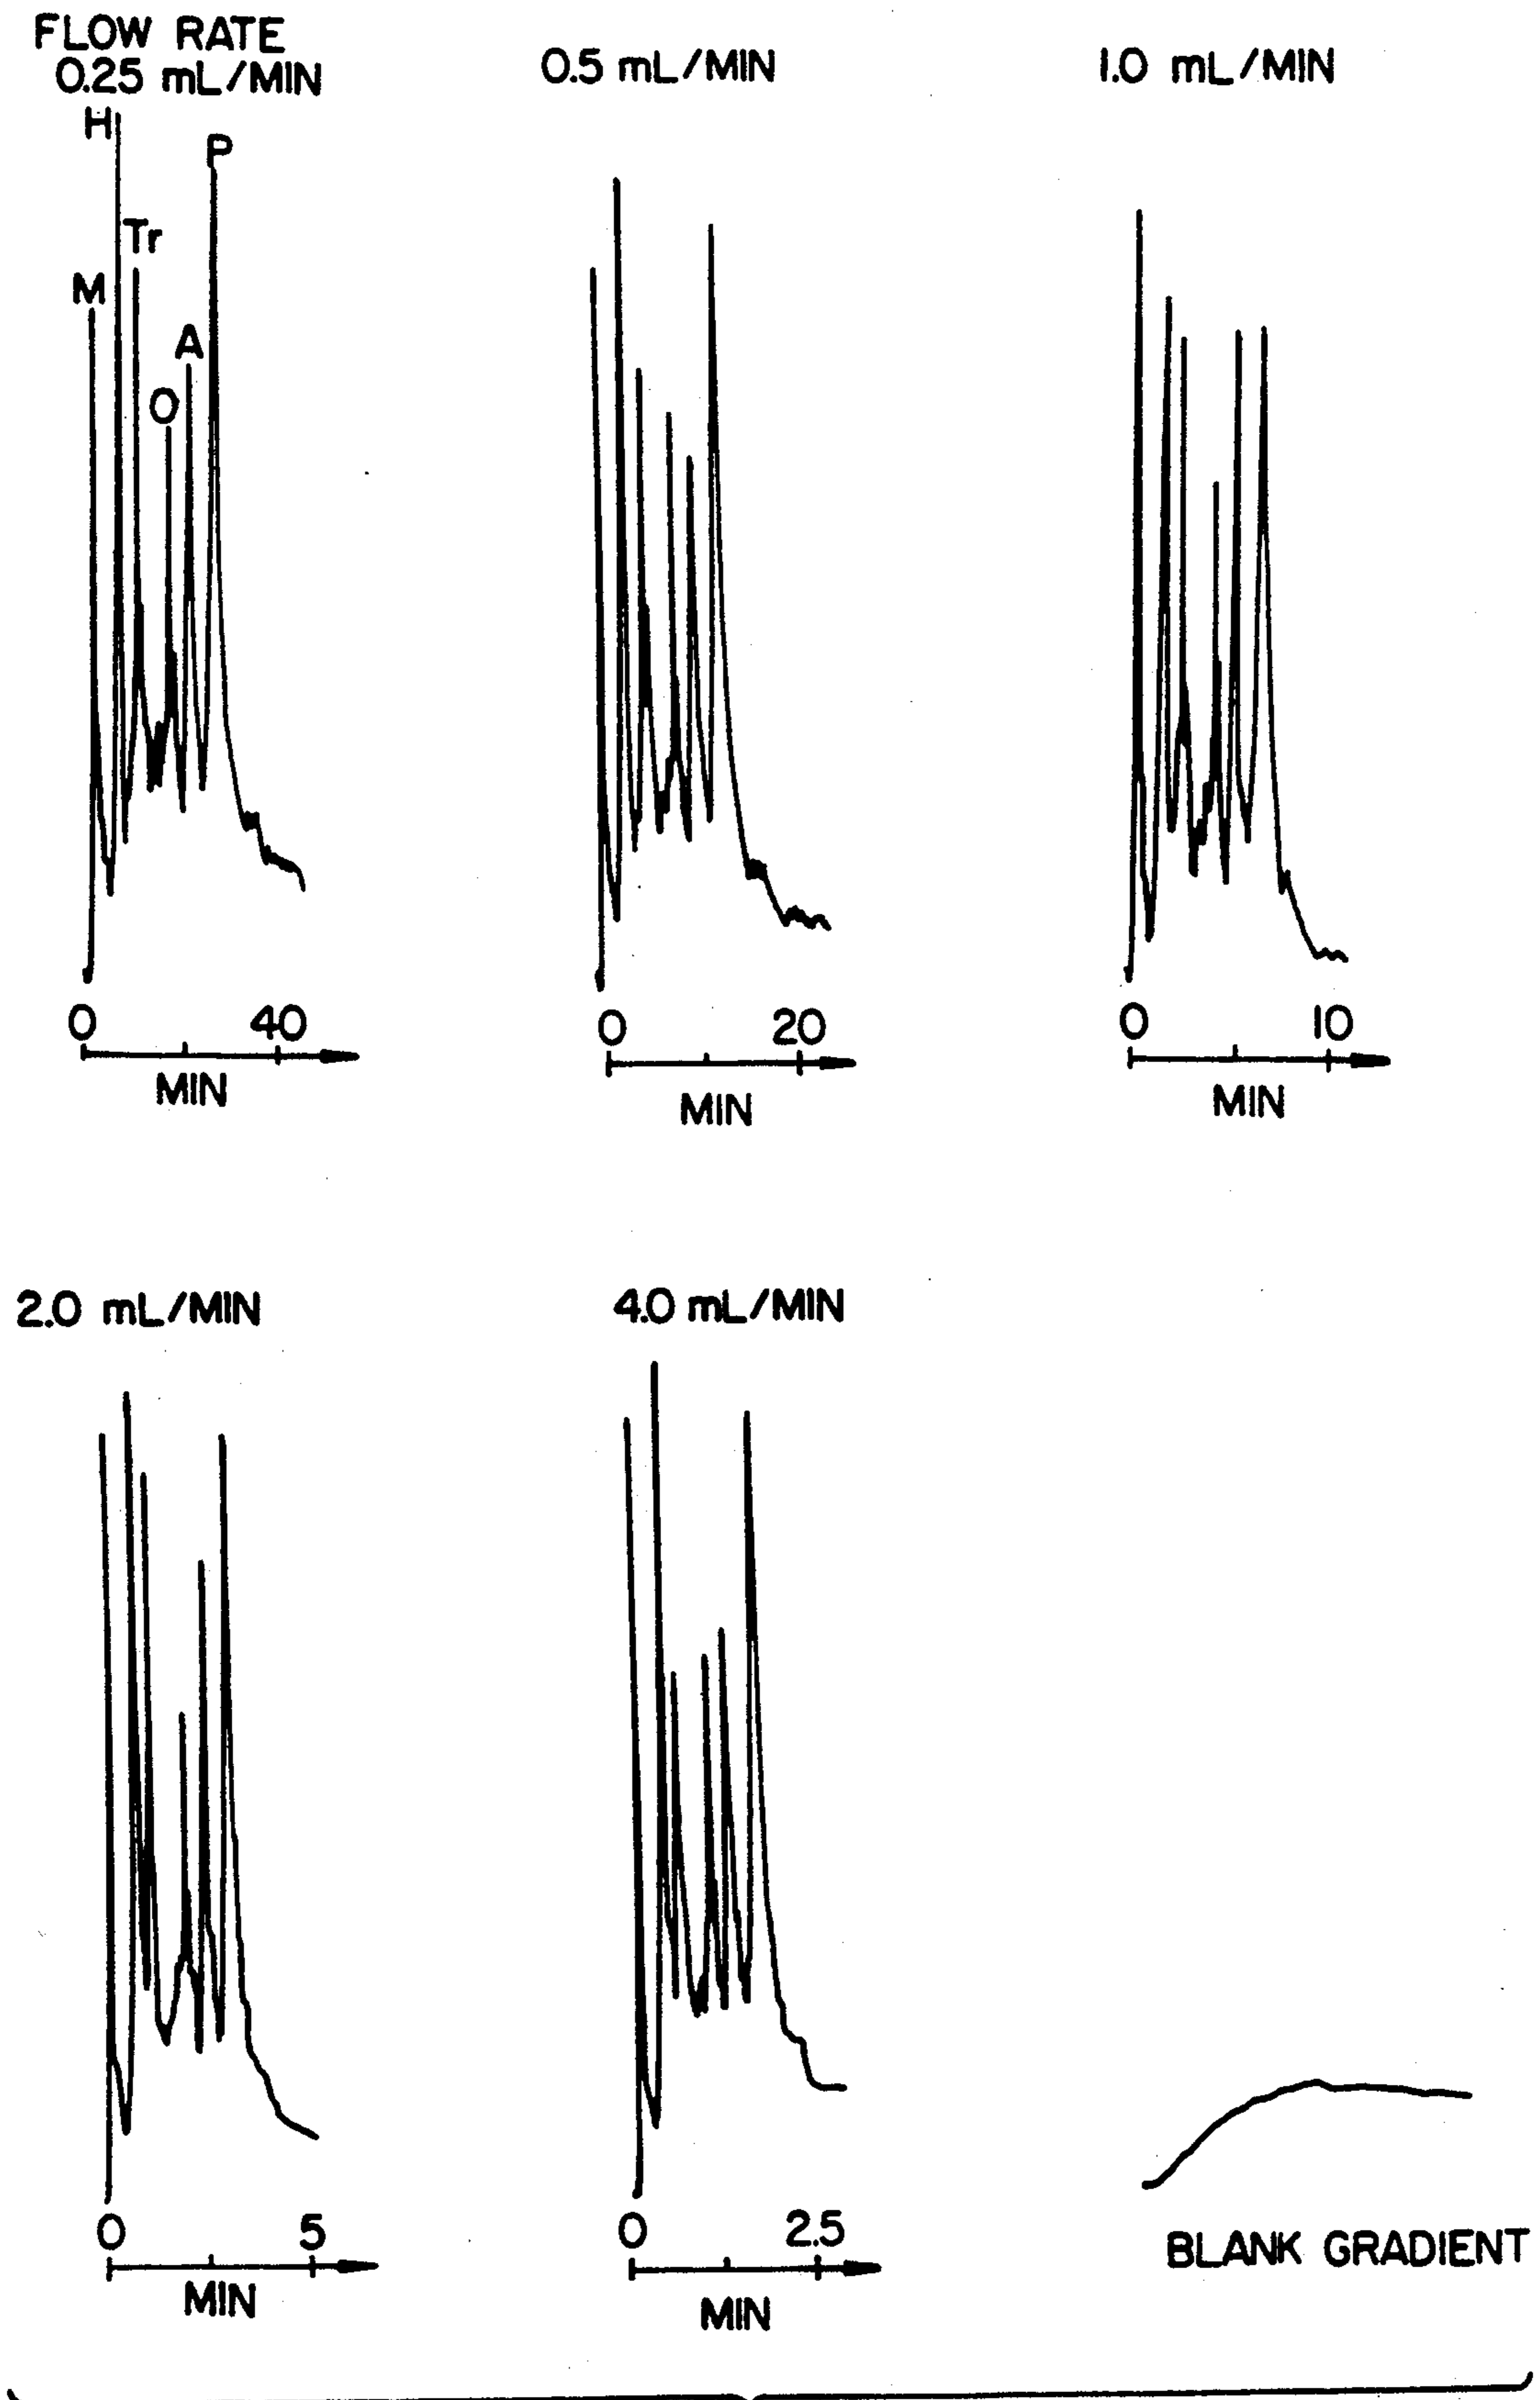 FLOW RATE
0.25 mL/MIN
0.5 mL/MIN
1.0 mL/MIN
H
P
Tr
M
A
O
0 40
MIN
0 20
MIN
0 10
MIN
2.0 mL/MIN
4.0 mL/MIN
0 5
MIN
0 2.5
MIN
BLANK GRADIENT